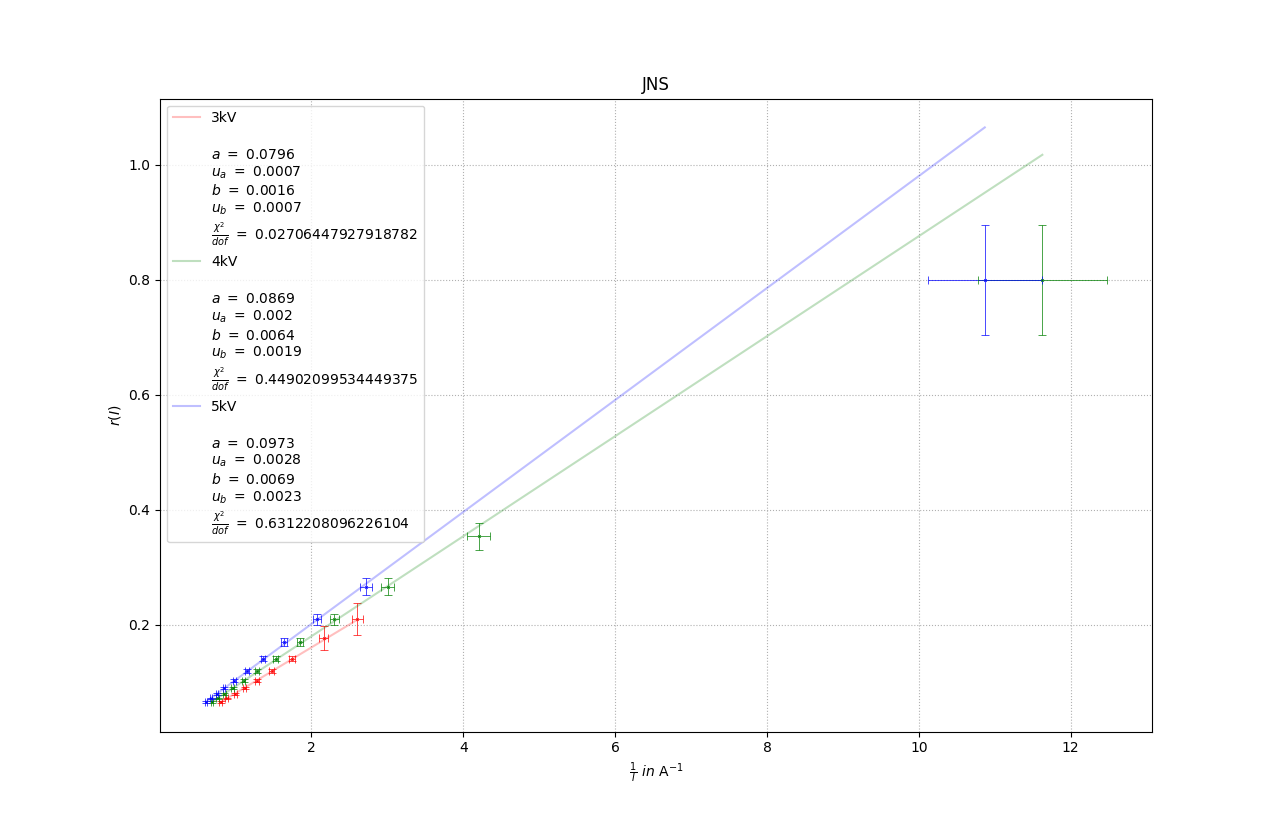 JNS
3kV
a = 0.0796
u_a = 0.0007
b = 0.0016
u_b = 0.0007
χ²/dof = 0.02706447927918782
4kV
a = 0.0869
u_a = 0.002
b = 0.0064
u_b = 0.0019
χ²/dof = 0.44902099534449375
5kV
a = 0.0973
u_a = 0.0028
b = 0.0069
u_b = 0.0023
χ²/dof = 0.6312208096226104
1.0
0.8
0.6
0.4
0.2
r(I)
2 4 6 8 10 12
1/I in A⁻¹